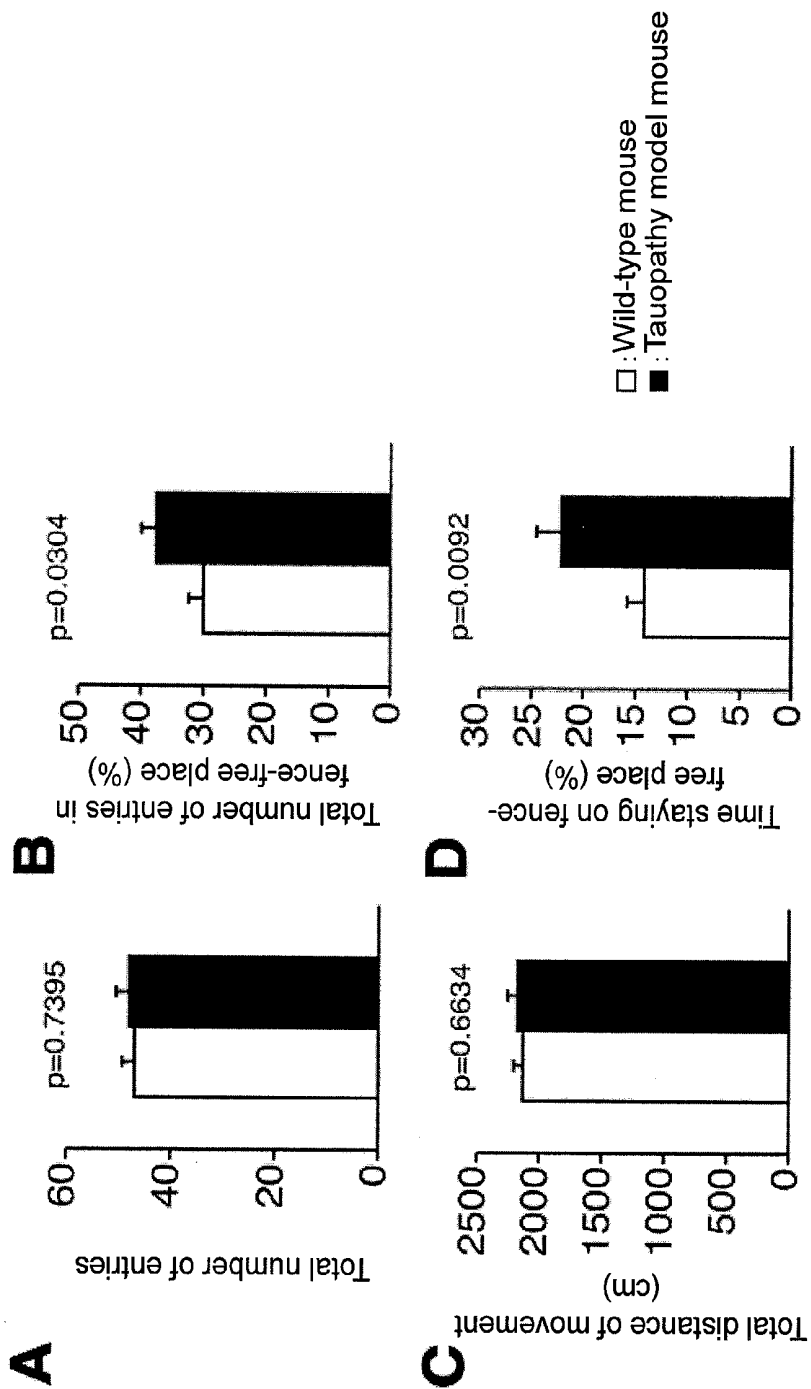 A
Total number of entries
60
40
20
0
p=0.7395
B
Total number of entries in
fence-free place (%)
50
40
30
20
10
0
p=0.0304
C
Total distance of movement
(cm)
2500
2000
1500
1000
500
0
p=0.6634
D
Time staying on fence-
free place (%)
30
25
20
15
10
5
0
p=0.0092
: Wild-type mouse
: Tauopathy model mouse